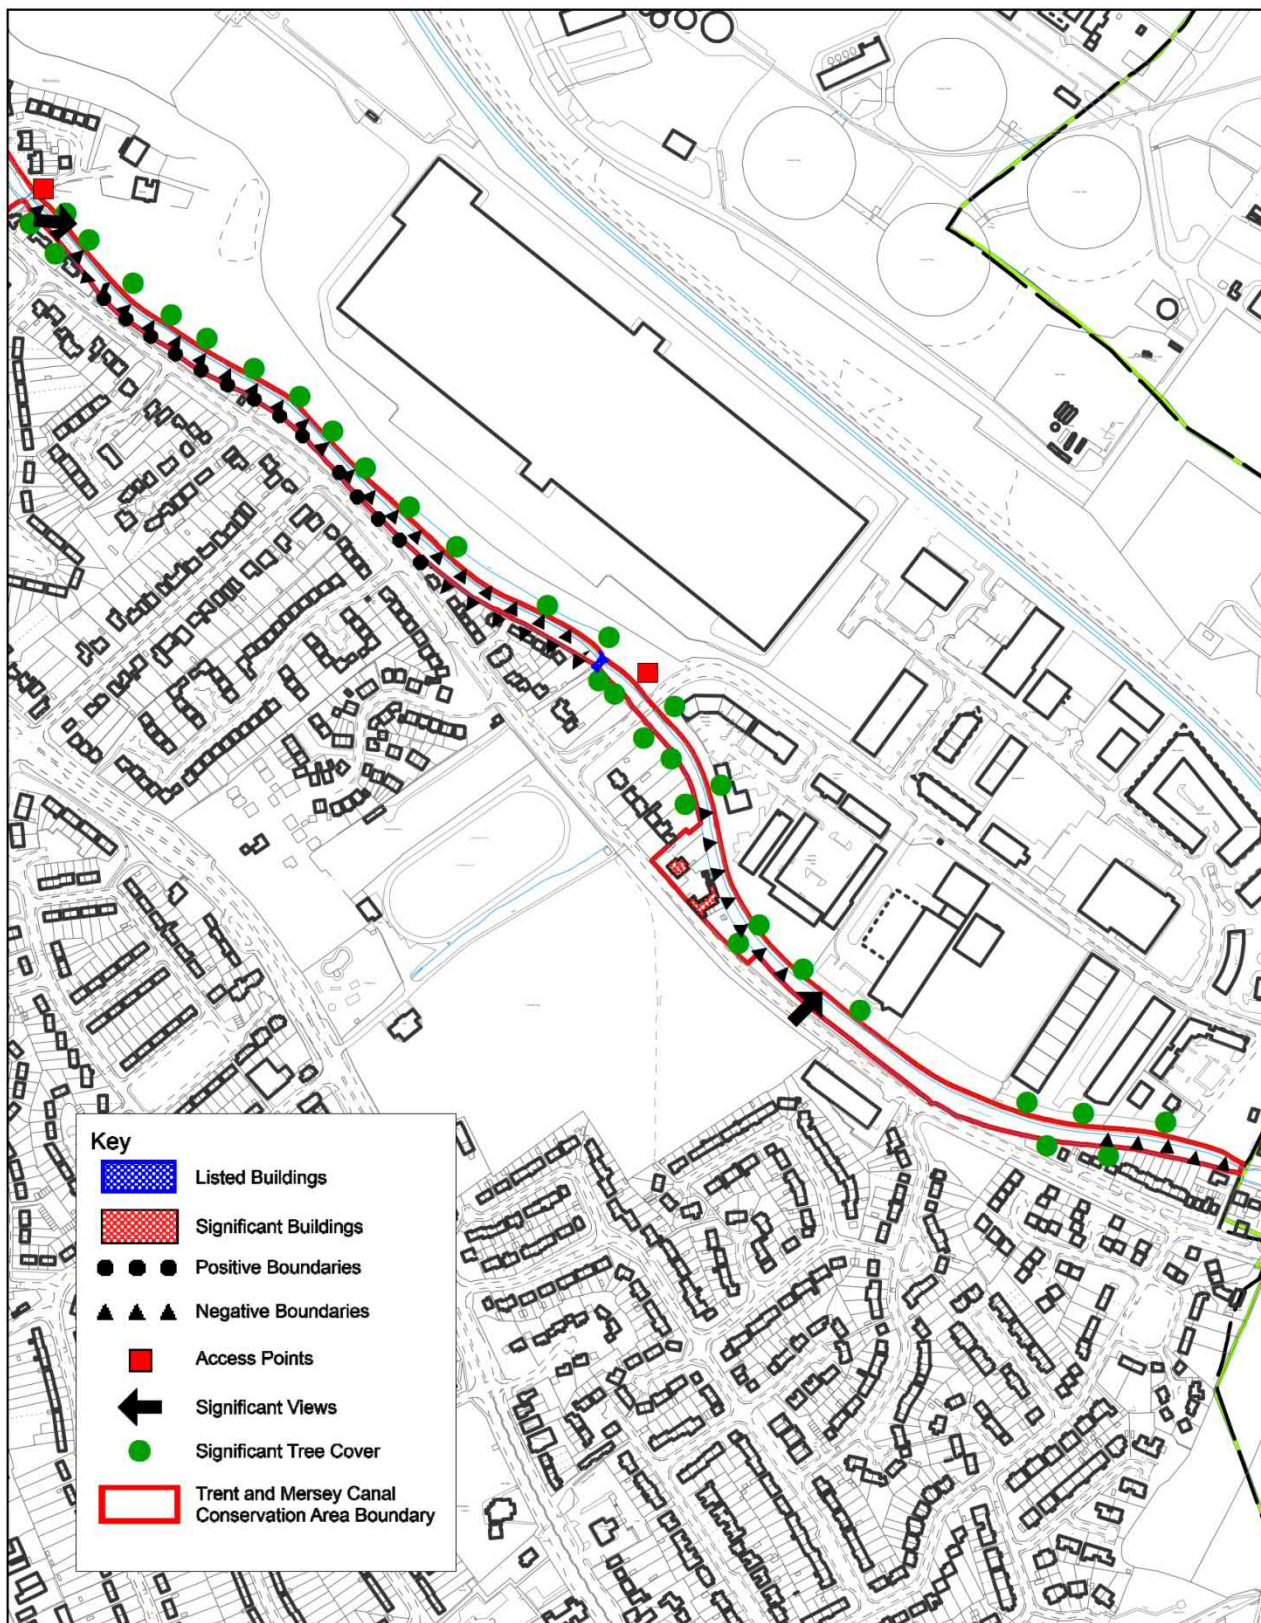 Key
Listed Buildings
Significant Buildings
Positive Boundaries
Negative Boundaries
Access Points
Significant Views
Significant Tree Cover
Trent and Mersey Canal
Conservation Area Boundary